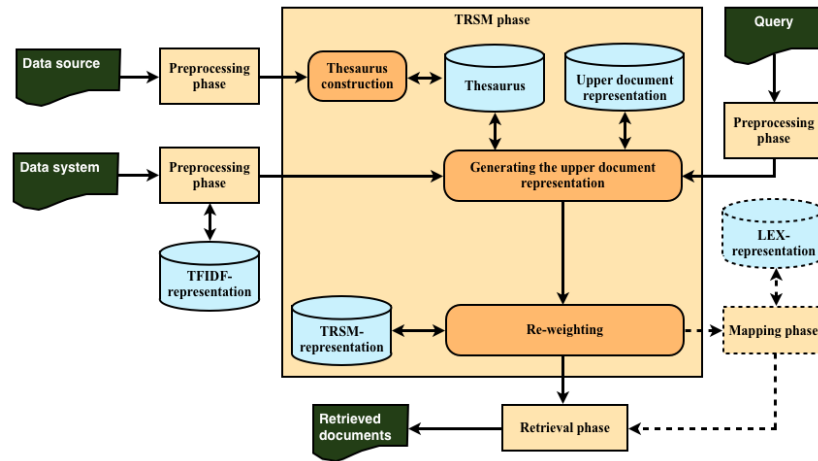 TRSM phase
Data source
Preprocessing
phase
Thesaurus
construction
Thesaurus
Upper document
representation
Query
Preprocessing
phase
Data system
Preprocessing
phase
Generating the upper document
representation
TFIDF-
representation
LEX-
representation
TRSM-
representation
Re-weighting
Mapping phase
Retrieved
documents
Retrieval phase